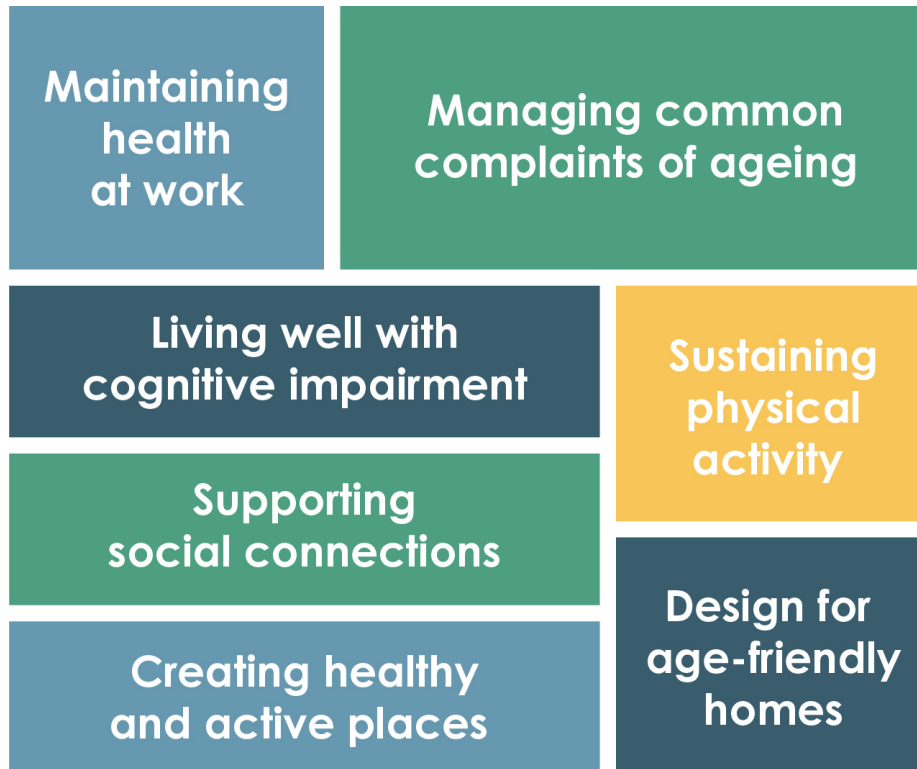 Maintaining
health
at work
Managing common
complaints of ageing
Living well with
cognitive impairment
Sustaining
physical
activity
Supporting
social connections
Design for
age-friendly
homes
Creating healthy
and active places